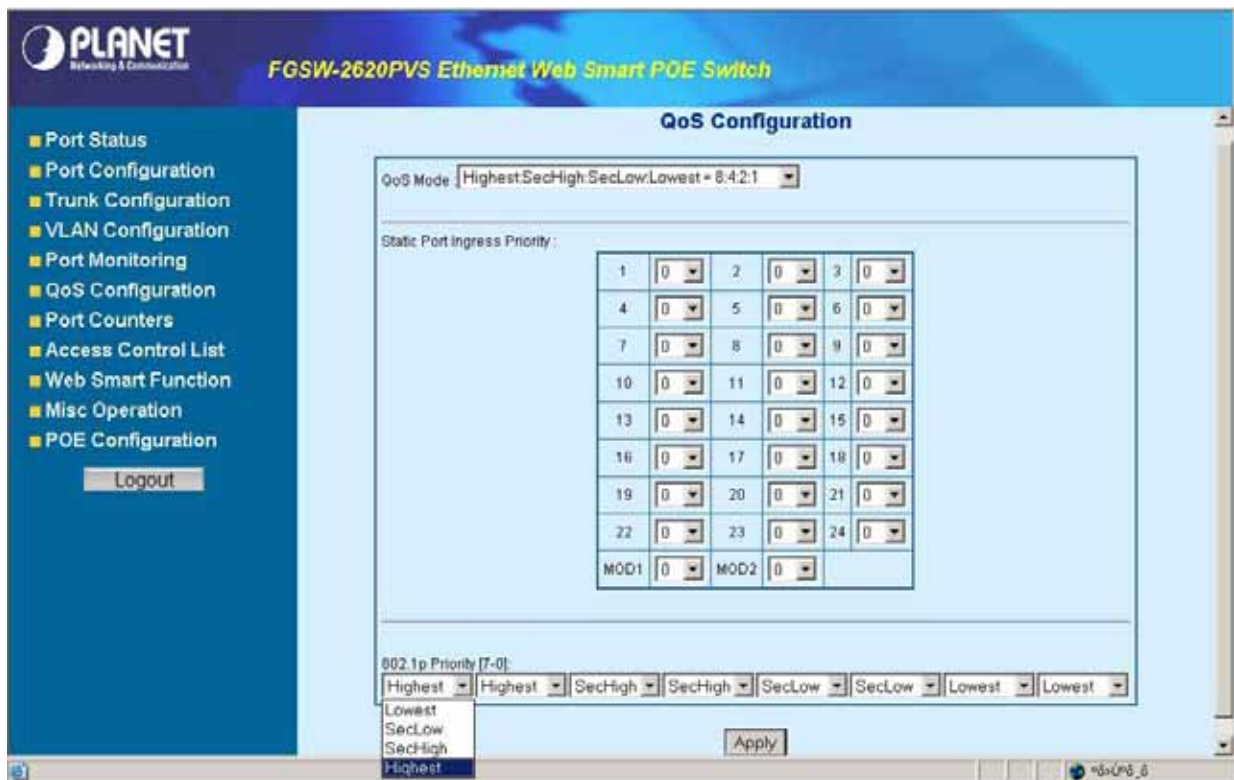 PLANET
Networking & Communication
FGSW-2620PVS Ethernet Web Smart POE Switch
Port Status
Port Configuration
Trunk Configuration
VLAN Configuration
Port Monitoring
QoS Configuration
Port Counters
Access Control List
Web Smart Function
Misc Operation
POE Configuration
Logout
QoS Configuration
QoS Mode : Highest:SecHigh:SecLow:Lowest = 8:4:2:1
Static Port Ingress Priority :
1 0 2 0 3 0
4 0 5 0 6 0
7 0 8 0 9 0
10 0 11 0 12 0
13 0 14 0 15 0
16 0 17 0 18 0
19 0 20 0 21 0
22 0 23 0 24 0
MOD1 0 MOD2 0
802.1p Priority [7-0]:
Highest Highest SecHigh SecHigh SecLow SecLow Lowest Lowest
Lowest
SecLow
SecHigh
Highest
Apply